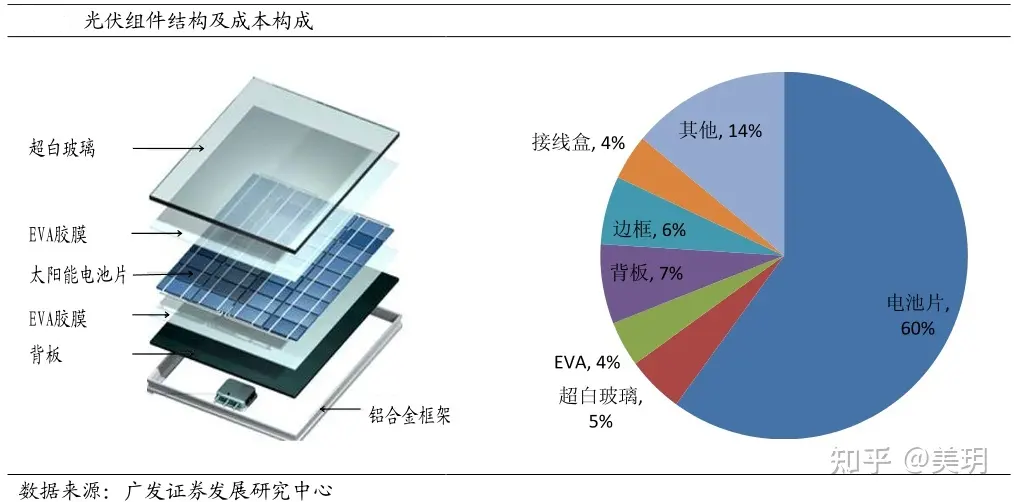 光伏组件结构及成本构成
超白玻璃
EVA胶膜
太阳能电池片
EVA胶膜
背板
铝合金框架
其他, 14%
接线盒, 4%
边框, 6%
背板, 7%
电池片,
60%
EVA, 4%
超白玻璃,
5%
知乎 @美玥
数据来源：广发证券发展研究中心